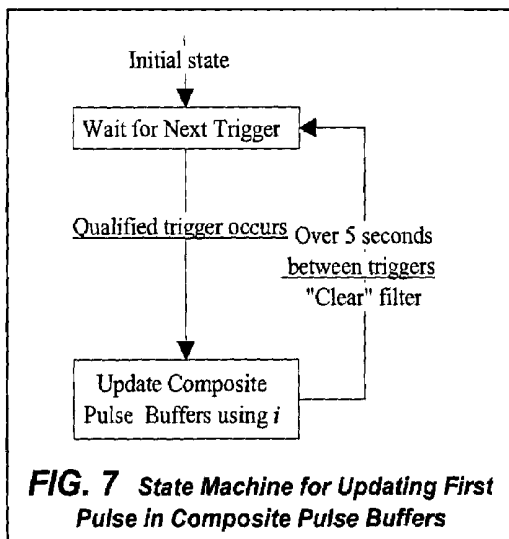 Initial state
Wait for Next Trigger
Qualified trigger occurs
Over 5 seconds
between triggers
"Clear" filter
Update Composite
Pulse Buffers using i
FIG. 7 State Machine for Updating First
Pulse in Composite Pulse Buffers